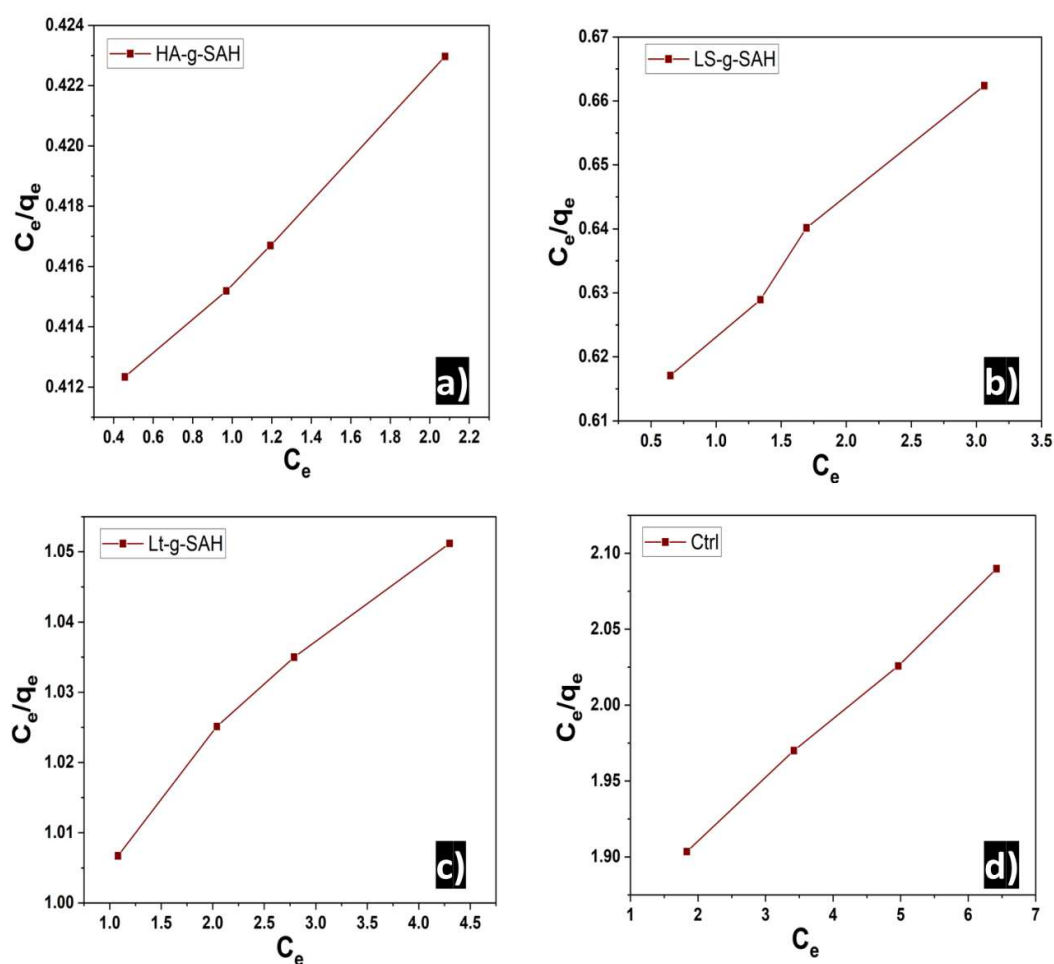 HA-g-SAH
0.424
0.422
0.420
0.418
0.416
0.414
0.412
Ce/qe
0.4 0.6 0.8 1.0 1.2 1.4 1.6 1.8 2.0 2.2
Ce
a)
LS-g-SAH
0.67
0.66
0.65
0.64
0.63
0.62
0.61
Ce/qe
0.5 1.0 1.5 2.0 2.5 3.0 3.5
Ce
b)
Lt-g-SAH
1.05
1.04
1.03
1.02
1.01
1.00
Ce/qe
1.0 1.5 2.0 2.5 3.0 3.5 4.0 4.5
Ce
c)
Ctrl
2.10
2.05
2.00
1.95
1.90
Ce/qe
1 2 3 4 5 6 7
Ce
d)